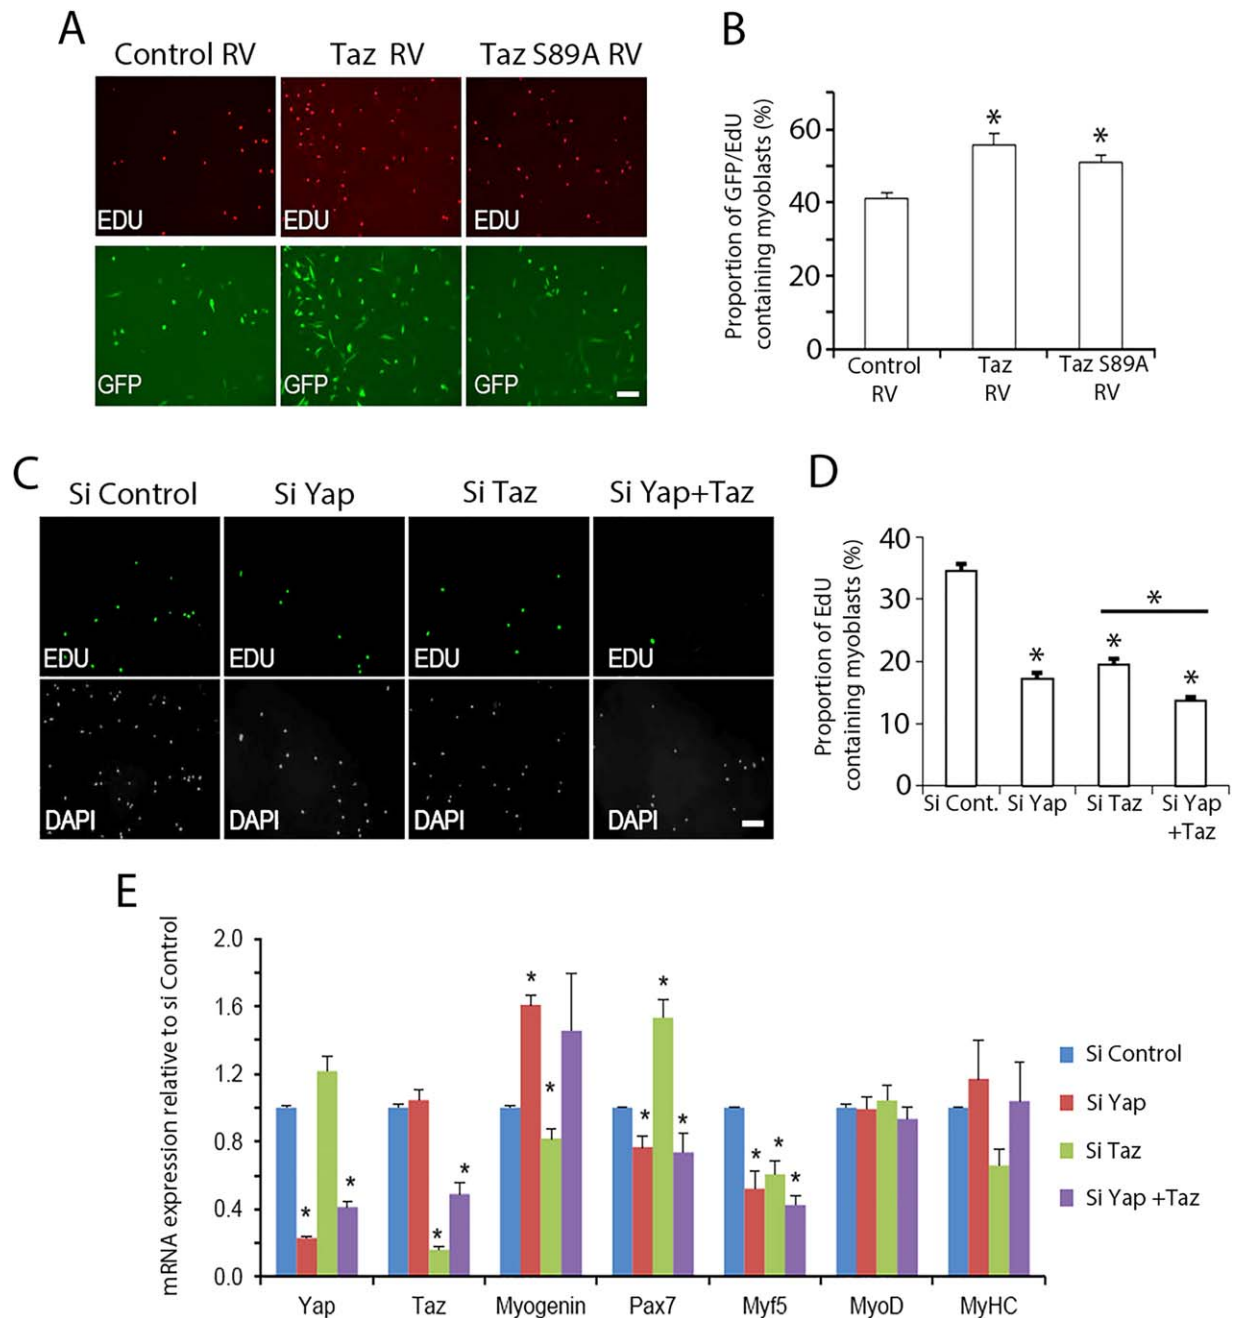 A
Control RV Taz RV Taz S89A RV
EDU EDU EDU
GFP GFP GFP
B
Proportion of GFP/EdU
containing myoblasts (%)
60
40
20
0
* *
Control Taz Taz S89A
RV RV RV
C
Si Control Si Yap Si Taz Si Yap+Taz
EDU EDU EDU EDU
DAPI DAPI DAPI DAPI
D
Proportion of EdU
containing myoblasts (%)
40
30
20
10
0
*
* * *
Si Cont. Si Yap Si Taz Si Yap
+Taz
E
mRNA expression relative to si Control
2.0
1.6
1.2
0.8
0.4
0.0
* * * * * * * * * * * *
Yap Taz Myogenin Pax7 Myf5 MyoD MyHC
Si Control
Si Yap
Si Taz
Si Yap +Taz